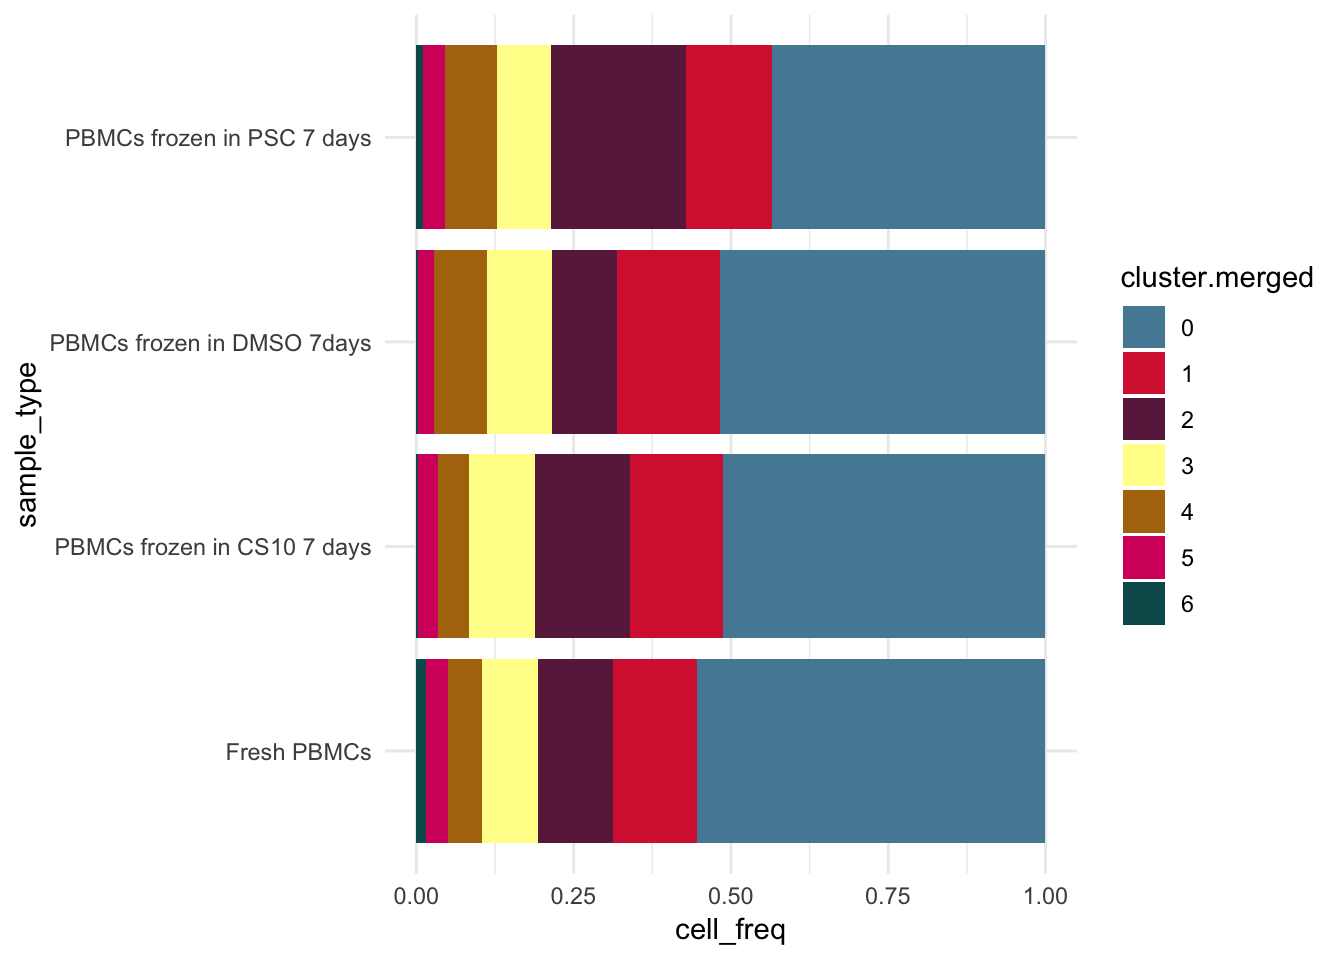 PBMCs frozen in PSC 7 days
PBMCs frozen in DMSO 7days
PBMCs frozen in CS10 7 days
Fresh PBMCs
sample_type
0.00 0.25 0.50 0.75 1.00
cell_freq
cluster.merged
0
1
2
3
4
5
6